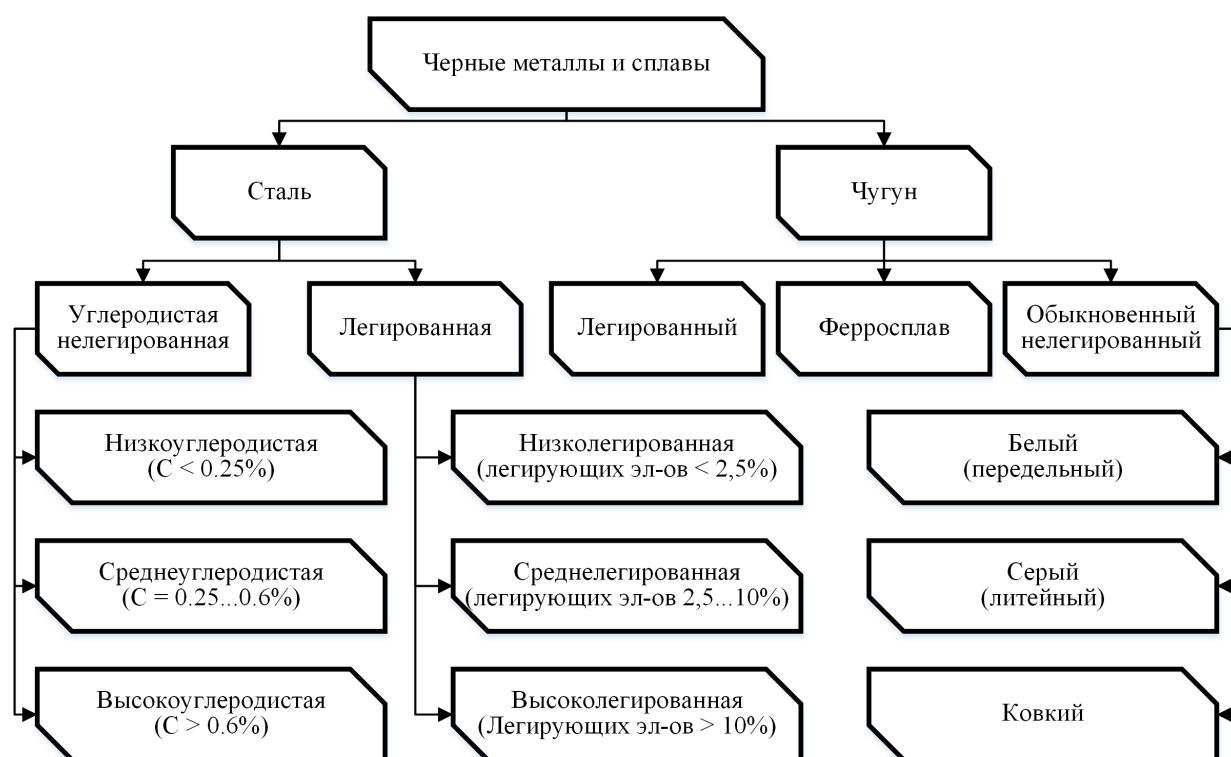 Черные металлы и сплавы
Сталь
Чугун
Углеродистая
нелегированная
Легированная
Легированный
Ферросплав
Обыкновенный
нелегированный
Низкоуглеродистая
(С < 0.25%)
Низколегированная
(легирующих эл-ов < 2,5%)
Белый
(передельный)
Среднеуглеродистая
(С = 0.25...0.6%)
Среднелегированная
(легирующих эл-ов 2,5...10%)
Серый
(литейный)
Высокоуглеродистая
(С > 0.6%)
Высоколегированная
(Легирующих эл-ов > 10%)
Ковкий